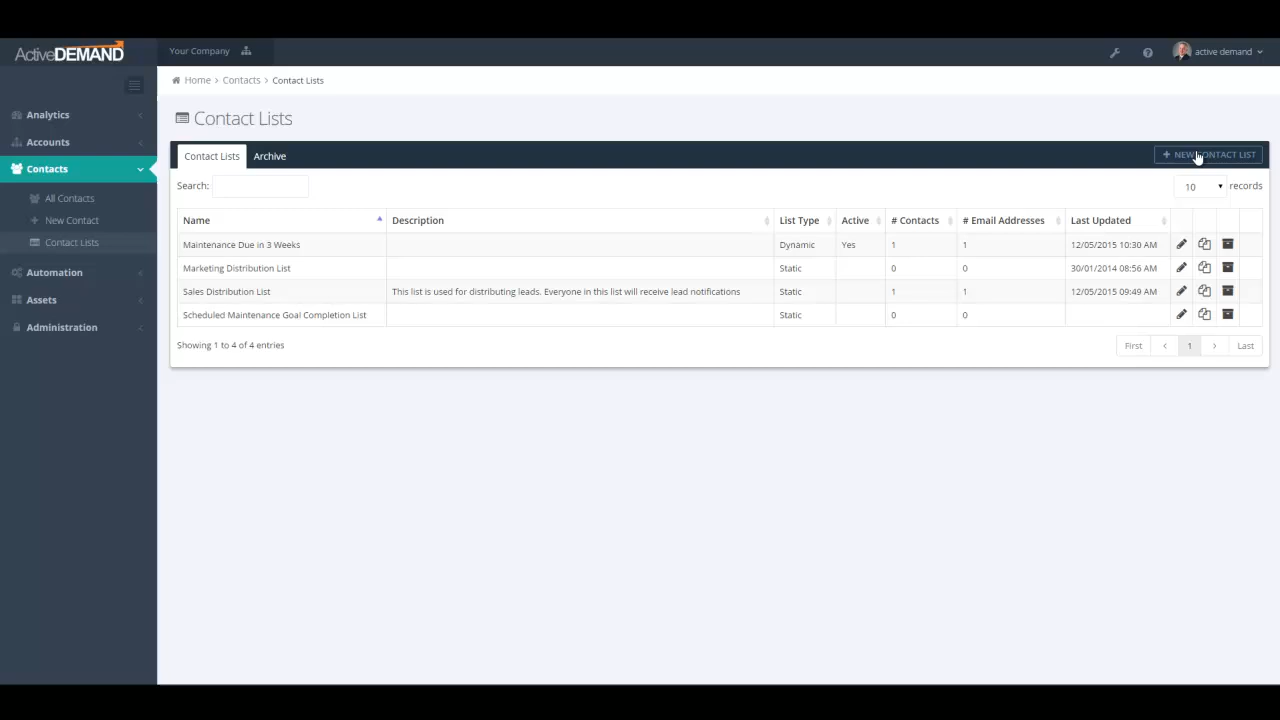 ActiveDEMAND
Your Company
active demand
Home > Contacts > Contact Lists
Analytics
Accounts
Contacts
All Contacts
+ New Contact
Contact Lists
Automation
Assets
Administration
Contact Lists
Contact Lists Archive
+ NEW CONTACT LIST
Search:
10 records
Name Description List Type Active # Contacts # Email Addresses Last Updated
Maintenance Due in 3 Weeks Dynamic Yes 1 1 12/05/2015 10:30 AM
Marketing Distribution List Static 0 0 30/01/2014 08:56 AM
Sales Distribution List This list is used for distributing leads. Everyone in this list will receive lead notifications Static 1 1 12/05/2015 09:49 AM
Scheduled Maintenance Goal Completion List Static 0 0
Showing 1 to 4 of 4 entries
First < 1 > Last